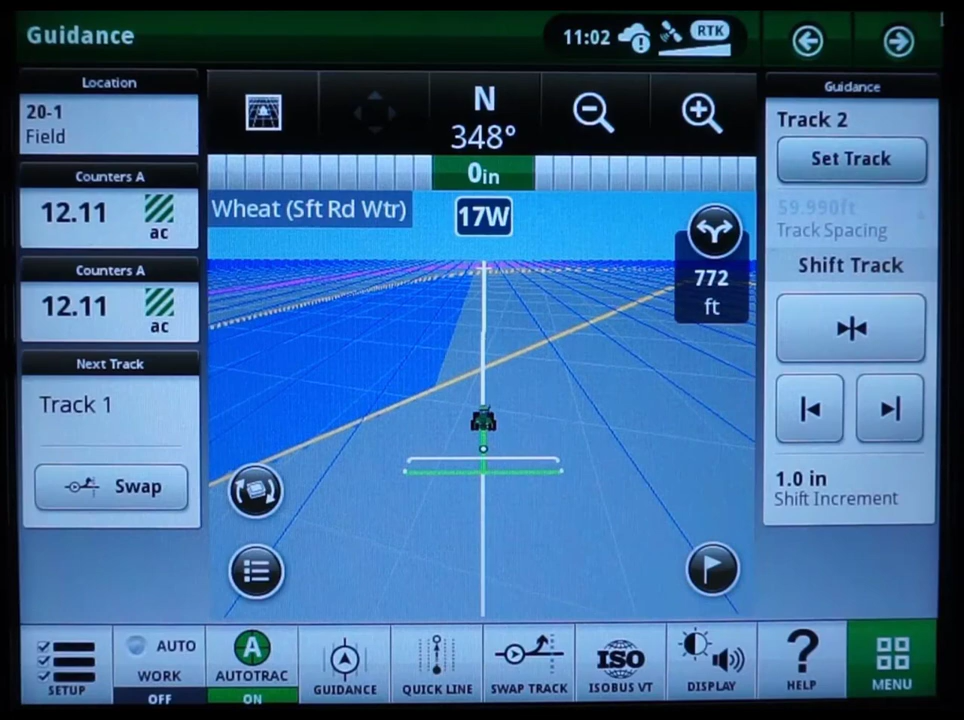 Guidance
11:02
RTK
Location
20-1
Field
Counters A
12.11
ac
Counters A
12.11
ac
Next Track
Track 1
Swap
N
348°
0in
Wheat (Sft Rd Wtr)
17W
772
ft
Guidance
Track 2
Set Track
59.990ft
Track Spacing
Shift Track
1.0 in
Shift Increment
SETUP
AUTO
WORK
OFF
A
AUTOTRAC
ON
GUIDANCE
QUICK LINE
SWAP TRACK
ISO
ISOBUS VT
DISPLAY
?
HELP
MENU